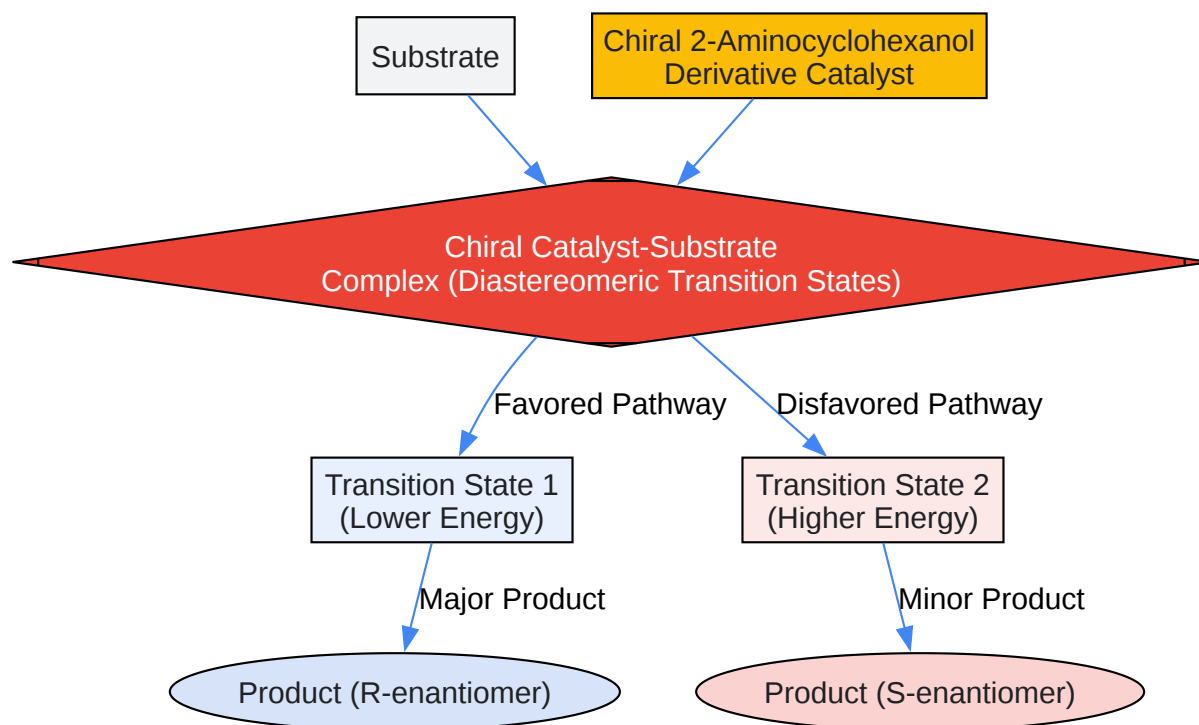 Substrate
Chiral 2-Aminocyclohexanol
Derivative Catalyst
Chiral Catalyst-Substrate
Complex (Diastereomeric Transition States)
Favored Pathway
Disfavored Pathway
Transition State 1
(Lower Energy)
Transition State 2
(Higher Energy)
Major Product
Minor Product
Product (R-enantiomer)
Product (S-enantiomer)